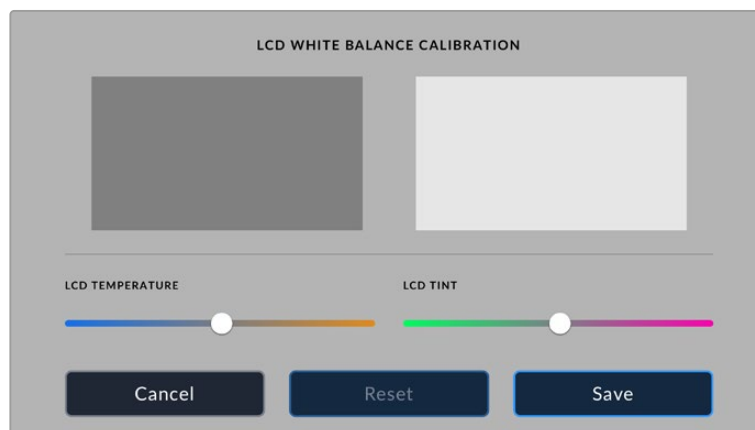 LCD WHITE BALANCE CALIBRATION
LCD TEMPERATURE
LCD TINT
Cancel
Reset
Save